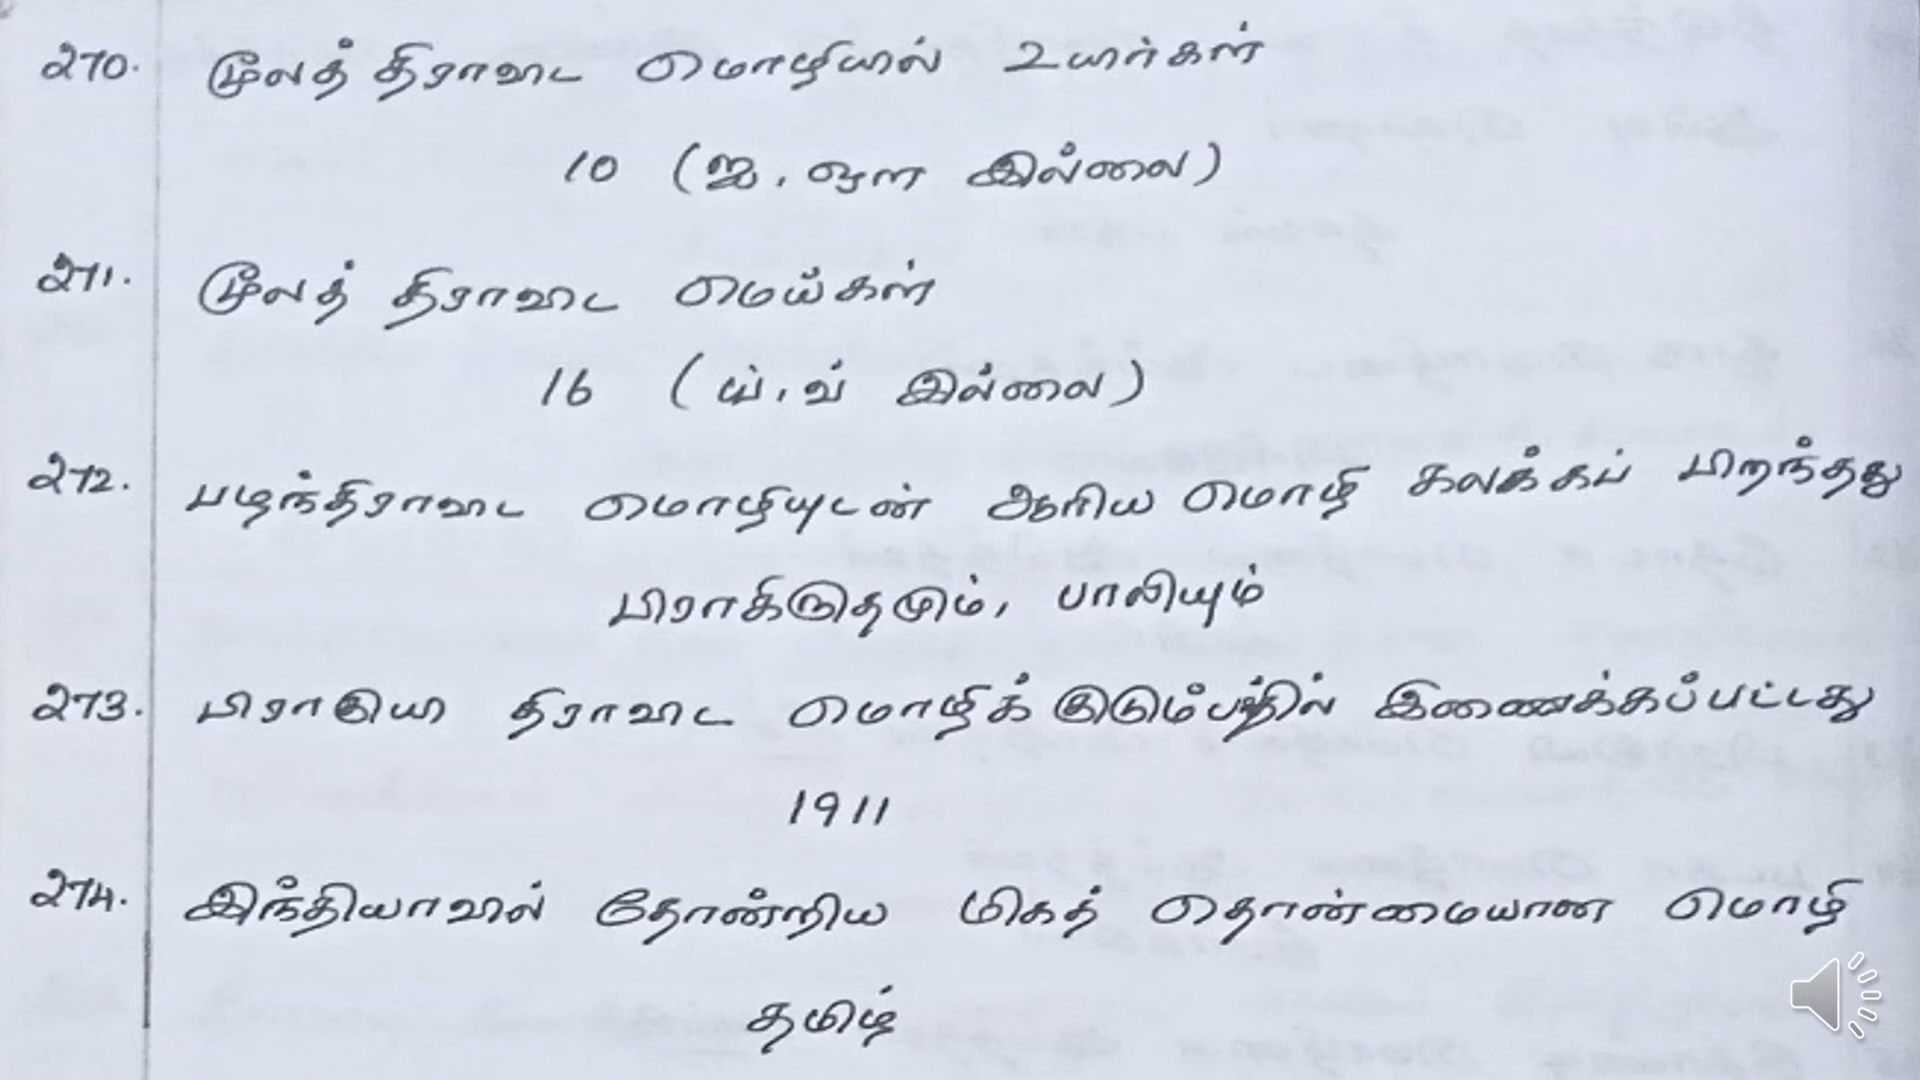 270. மூலத் திராவிட மொழியில் உயிர்கள்
10 (ஐ, ஔ இல்லை)
271. மூலத் திராவிட மெய்கள்
16 (ய், வ் இல்லை)
272. பழந்திராவிட மொழியுடன் ஆரிய மொழி கலக்கப் பிறந்தது
பிராகிருதமும், பாலியும்
273. பிராகுயி திராவிட மொழிக் குடும்பத்தில் இணைக்கப்பட்டது
1911
274. இந்தியாவில் தோன்றிய மிகத் தொன்மையான மொழி
தமிழ்